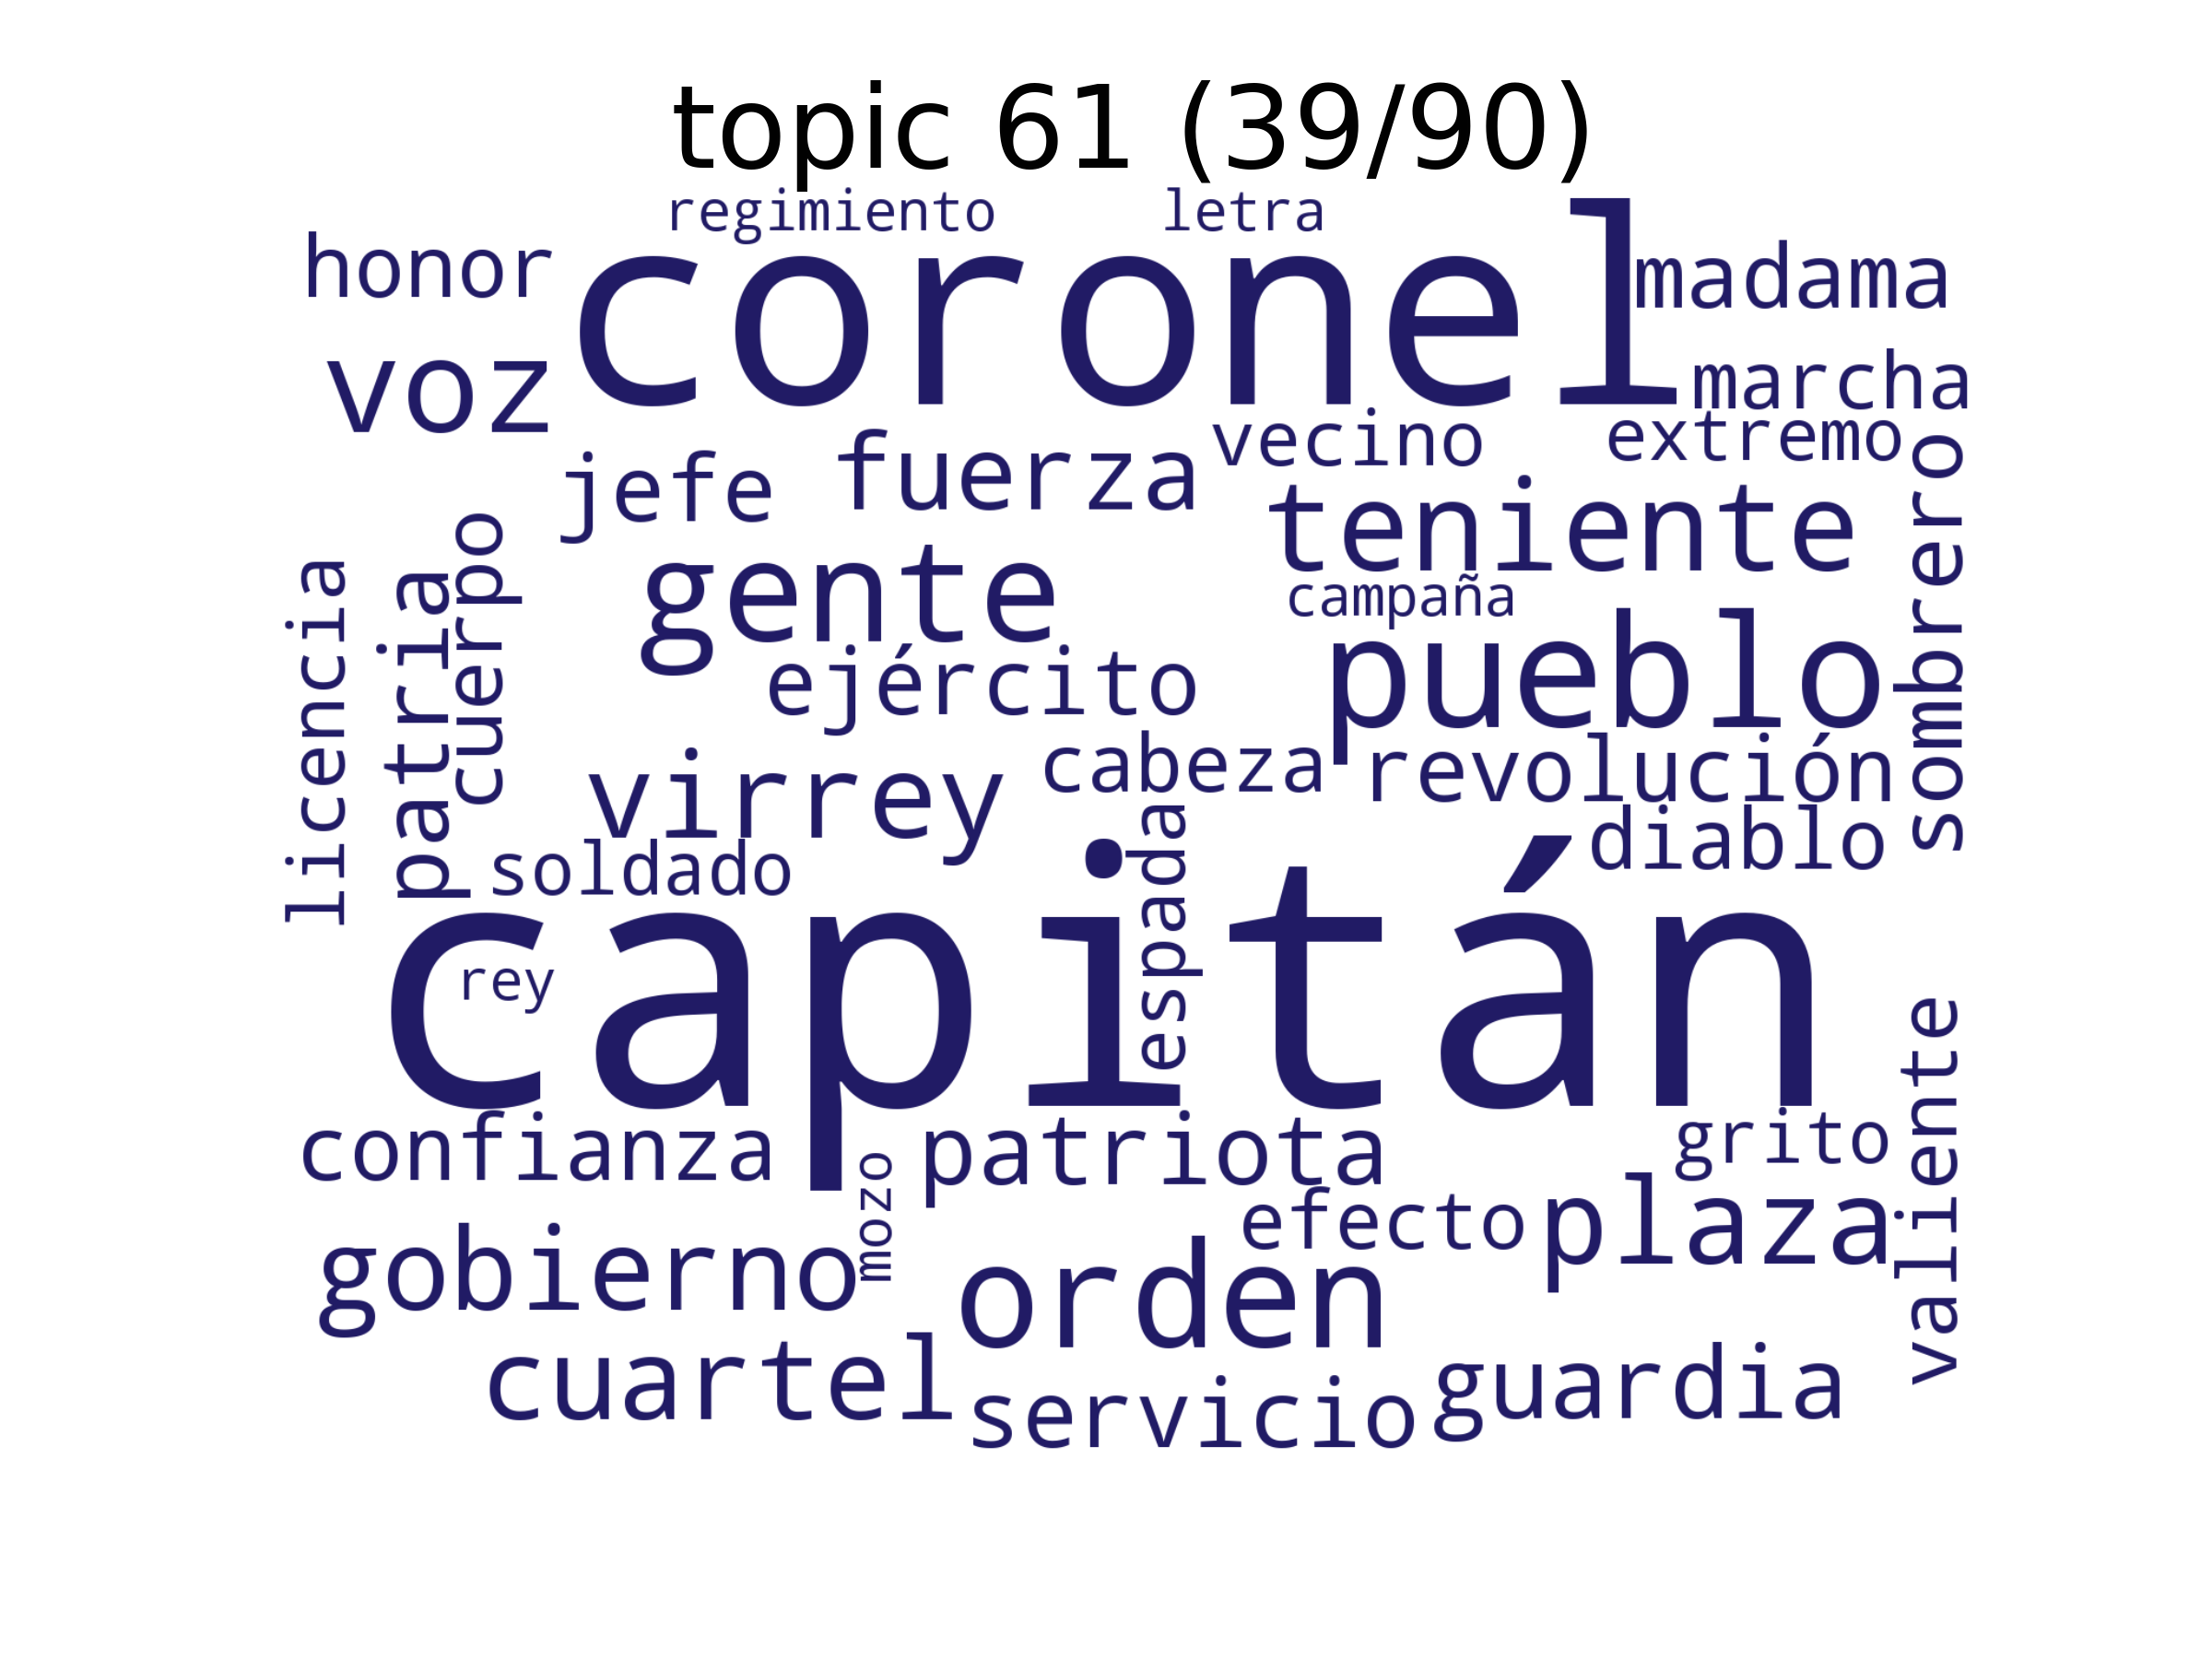 topic 61 (39/90)
regimiento letra
honor coronel madama
voz marcha
vecino extremo
jefe fuerza teniente sombrero
licencia patria cuerpo gente campaña
ejército pueblo
virrey cabeza revolución
soldado espada diablo
capitán
rey
confianza patriota grito valiente
mozo efecto plaza
gobierno orden
cuartel servicio guardia